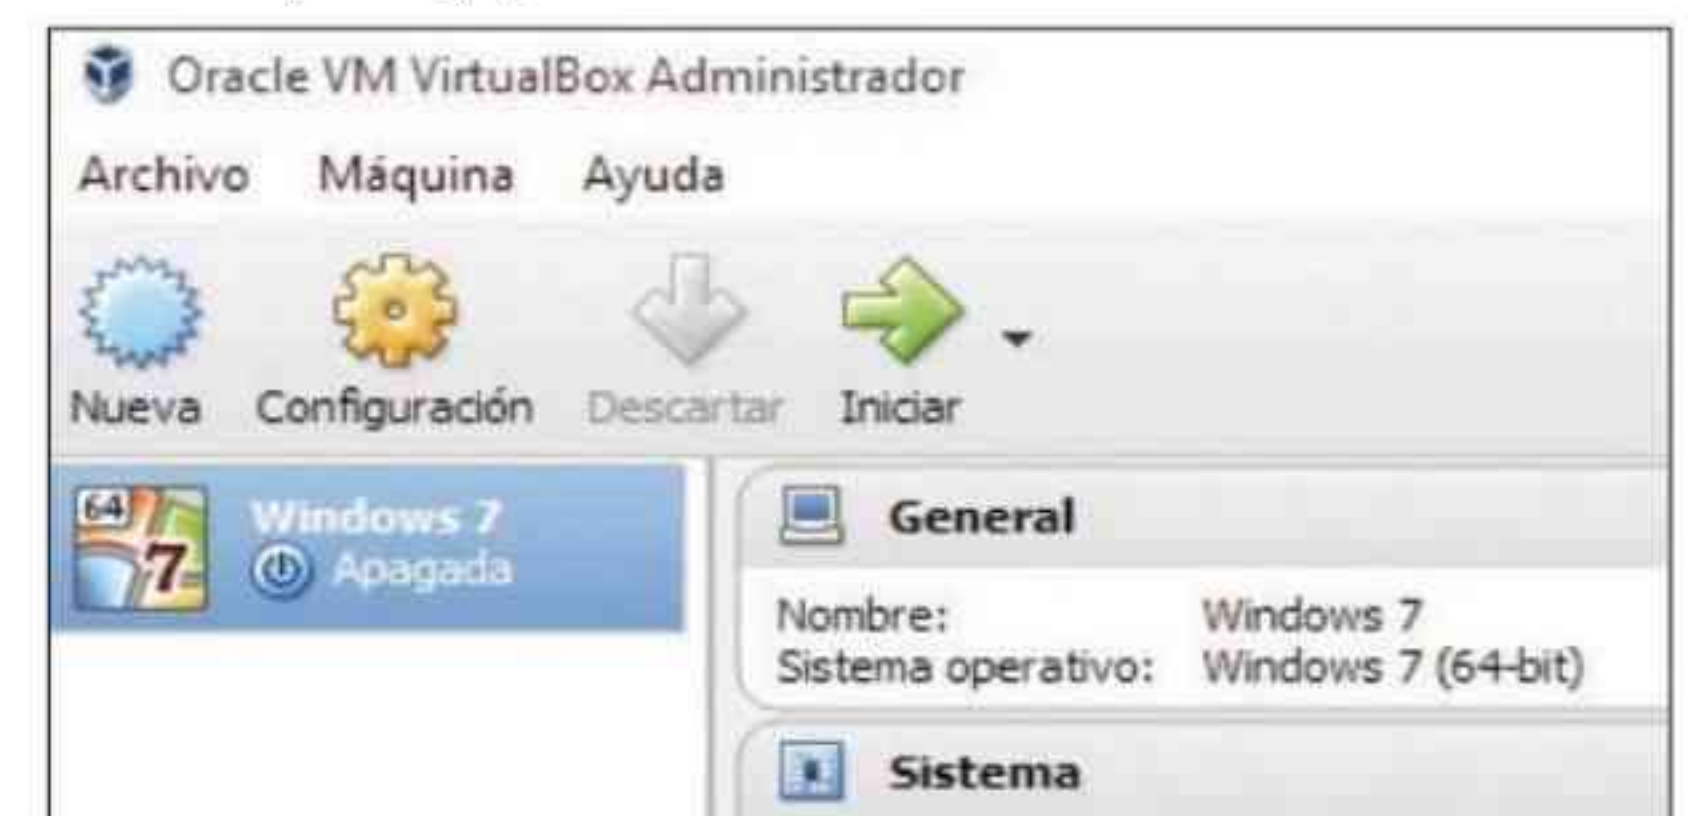 Oracle VM VirtualBox Administrador
Archivo Máquina Ayuda
Nueva Configuración Descartar Iniciar
64
7
Windows 7
Apagada
General
Nombre: Windows 7
Sistema operativo: Windows 7 (64-bit)
Sistema